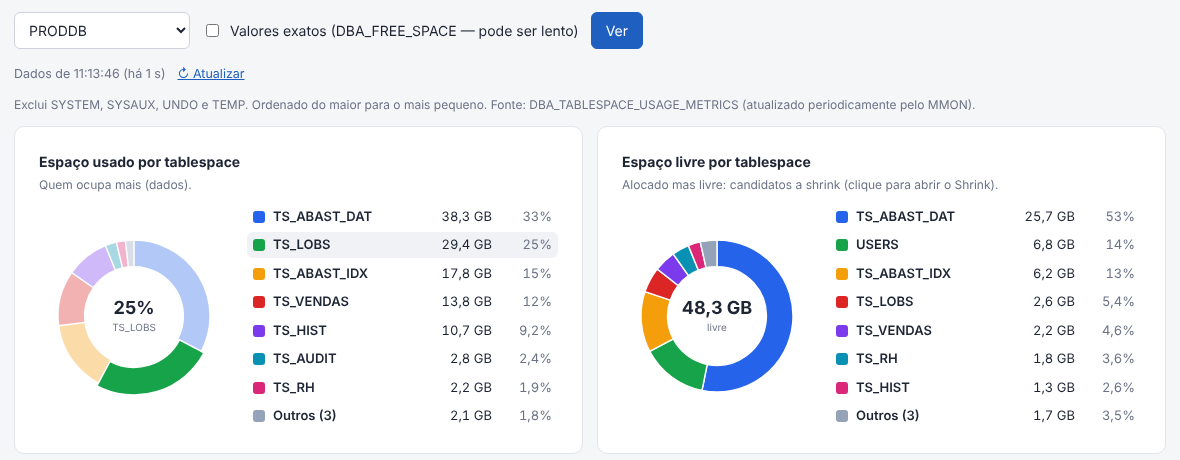 PRODDB
Valores exatos (DBA_FREE_SPACE — pode ser lento)
Ver
Dados de 11:13:46 (há 1 s) ↻ Atualizar
Exclui SYSTEM, SYSAUX, UNDO e TEMP. Ordenado do maior para o mais pequeno. Fonte: DBA_TABLESPACE_USAGE_METRICS (atualizado periodicamente pelo MMON).
Espaço usado por tablespace
Quem ocupa mais (dados).
25%
TS_LOBS
TS_ABAST_DAT 38,3 GB 33%
TS_LOBS 29,4 GB 25%
TS_ABAST_IDX 17,8 GB 15%
TS_VENDAS 13,8 GB 12%
TS_HIST 10,7 GB 9,2%
TS_AUDIT 2,8 GB 2,4%
TS_RH 2,2 GB 1,9%
Outros (3) 2,1 GB 1,8%
Espaço livre por tablespace
Alocado mas livre: candidatos a shrink (clique para abrir o Shrink).
48,3 GB
livre
TS_ABAST_DAT 25,7 GB 53%
USERS 6,8 GB 14%
TS_ABAST_IDX 6,2 GB 13%
TS_LOBS 2,6 GB 5,4%
TS_VENDAS 2,2 GB 4,6%
TS_RH 1,8 GB 3,6%
TS_HIST 1,3 GB 2,6%
Outros (3) 1,7 GB 3,5%